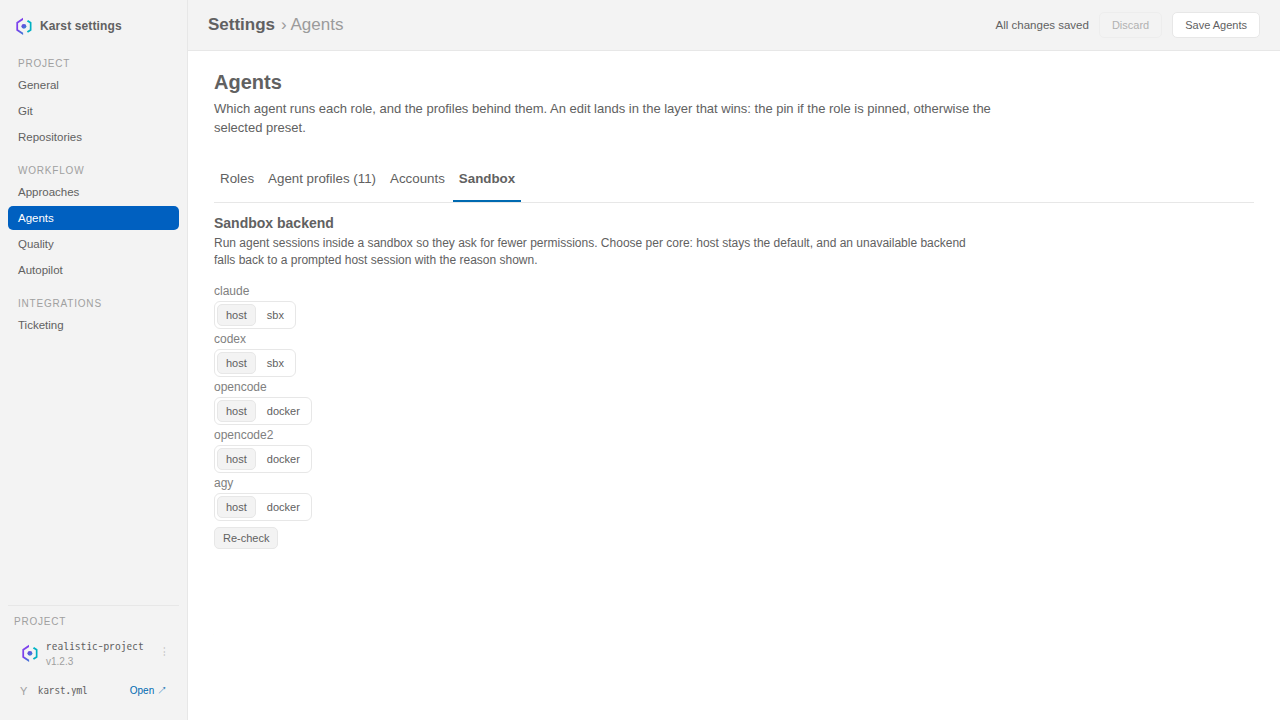 Karst settings
PROJECT
General
Git
Repositories
WORKFLOW
Approaches
Agents
Quality
Autopilot
INTEGRATIONS
Ticketing
PROJECT
realistic-project
v1.2.3
Y karst.yml Open ↗
Settings › Agents
All changes saved Discard Save Agents
Agents
Which agent runs each role, and the profiles behind them. An edit lands in the layer that wins: the pin if the role is pinned, otherwise the
selected preset.
Roles Agent profiles (11) Accounts Sandbox
Sandbox backend
Run agent sessions inside a sandbox so they ask for fewer permissions. Choose per core: host stays the default, and an unavailable backend
falls back to a prompted host session with the reason shown.
claude
host sbx
codex
host sbx
opencode
host docker
opencode2
host docker
agy
host docker
Re-check